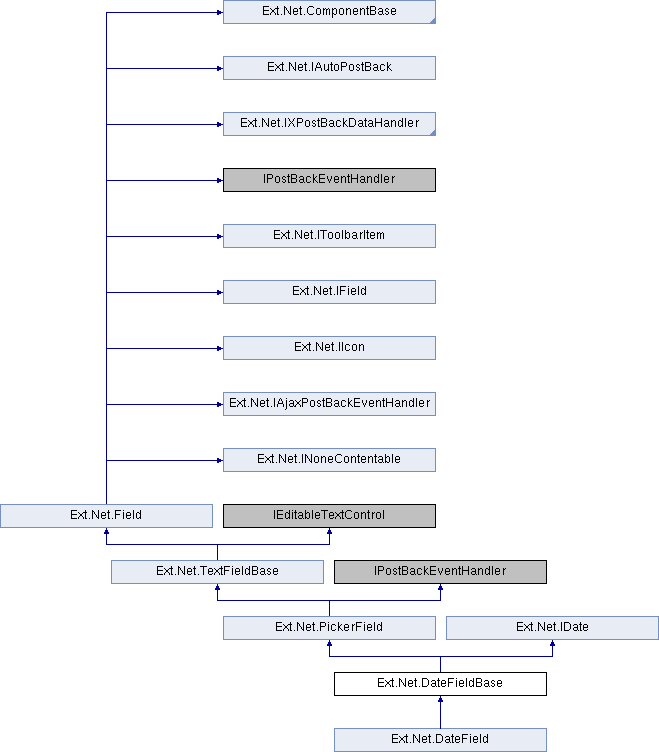 Ext.Net.ComponentBase
Ext.Net.IAutoPostBack
Ext.Net.IXPostBackDataHandler
IPostBackEventHandler
Ext.Net.IToolbarItem
Ext.Net.IField
Ext.Net.IIcon
Ext.Net.IAjaxPostBackEventHandler
Ext.Net.INoneContentable
Ext.Net.Field
IEditableTextControl
Ext.Net.TextFieldBase
IPostBackEventHandler
Ext.Net.PickerField
Ext.Net.IDate
Ext.Net.DateFieldBase
Ext.Net.DateField